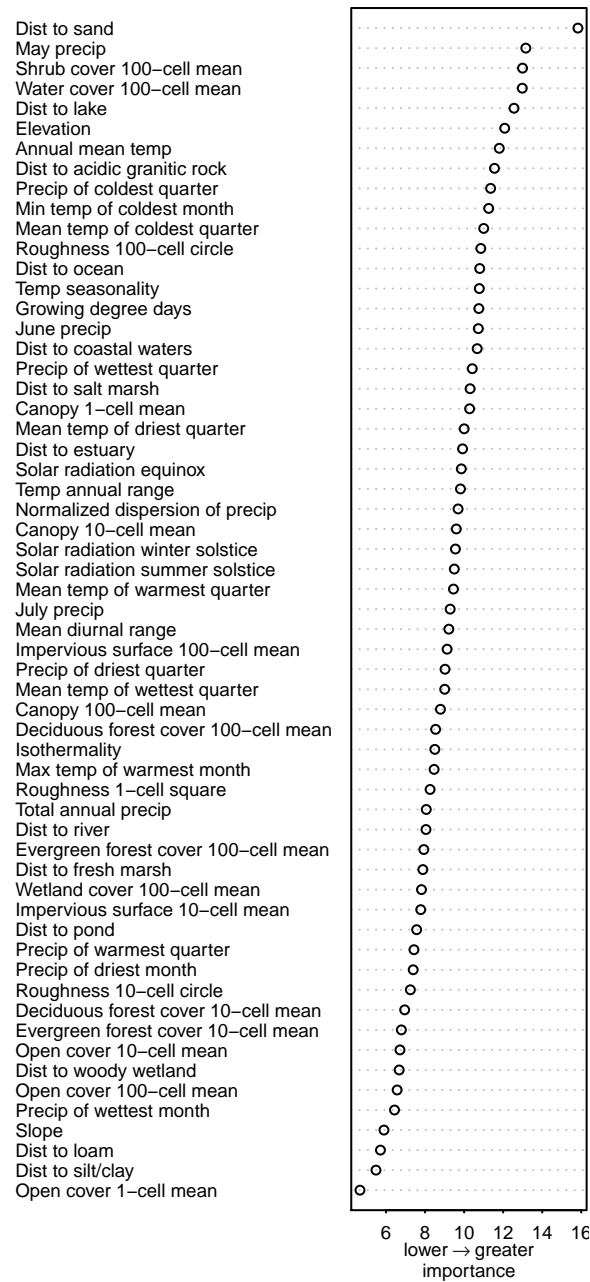 Dist to sand
May precip
Shrub cover 100−cell mean
Water cover 100−cell mean
Dist to lake
Elevation
Annual mean temp
Dist to acidic granitic rock
Precip of coldest quarter
Min temp of coldest month
Mean temp of coldest quarter
Roughness 100−cell circle
Dist to ocean
Temp seasonality
Growing degree days
June precip
Dist to coastal waters
Precip of wettest quarter
Dist to salt marsh
Canopy 1−cell mean
Mean temp of driest quarter
Dist to estuary
Solar radiation equinox
Temp annual range
Normalized dispersion of precip
Canopy 10−cell mean
Solar radiation winter solstice
Solar radiation summer solstice
Mean temp of warmest quarter
July precip
Mean diurnal range
Impervious surface 100−cell mean
Precip of driest quarter
Mean temp of wettest quarter
Canopy 100−cell mean
Deciduous forest cover 100−cell mean
Isothermality
Max temp of warmest month
Roughness 1−cell square
Total annual precip
Dist to river
Evergreen forest cover 100−cell mean
Dist to fresh marsh
Wetland cover 100−cell mean
Impervious surface 10−cell mean
Dist to pond
Precip of warmest quarter
Precip of driest month
Roughness 10−cell circle
Deciduous forest cover 10−cell mean
Evergreen forest cover 10−cell mean
Open cover 10−cell mean
Dist to woody wetland
Open cover 100−cell mean
Precip of wettest month
Slope
Dist to loam
Dist to silt/clay
Open cover 1−cell mean
6 8 10 12 14 16
lower → greater
importance